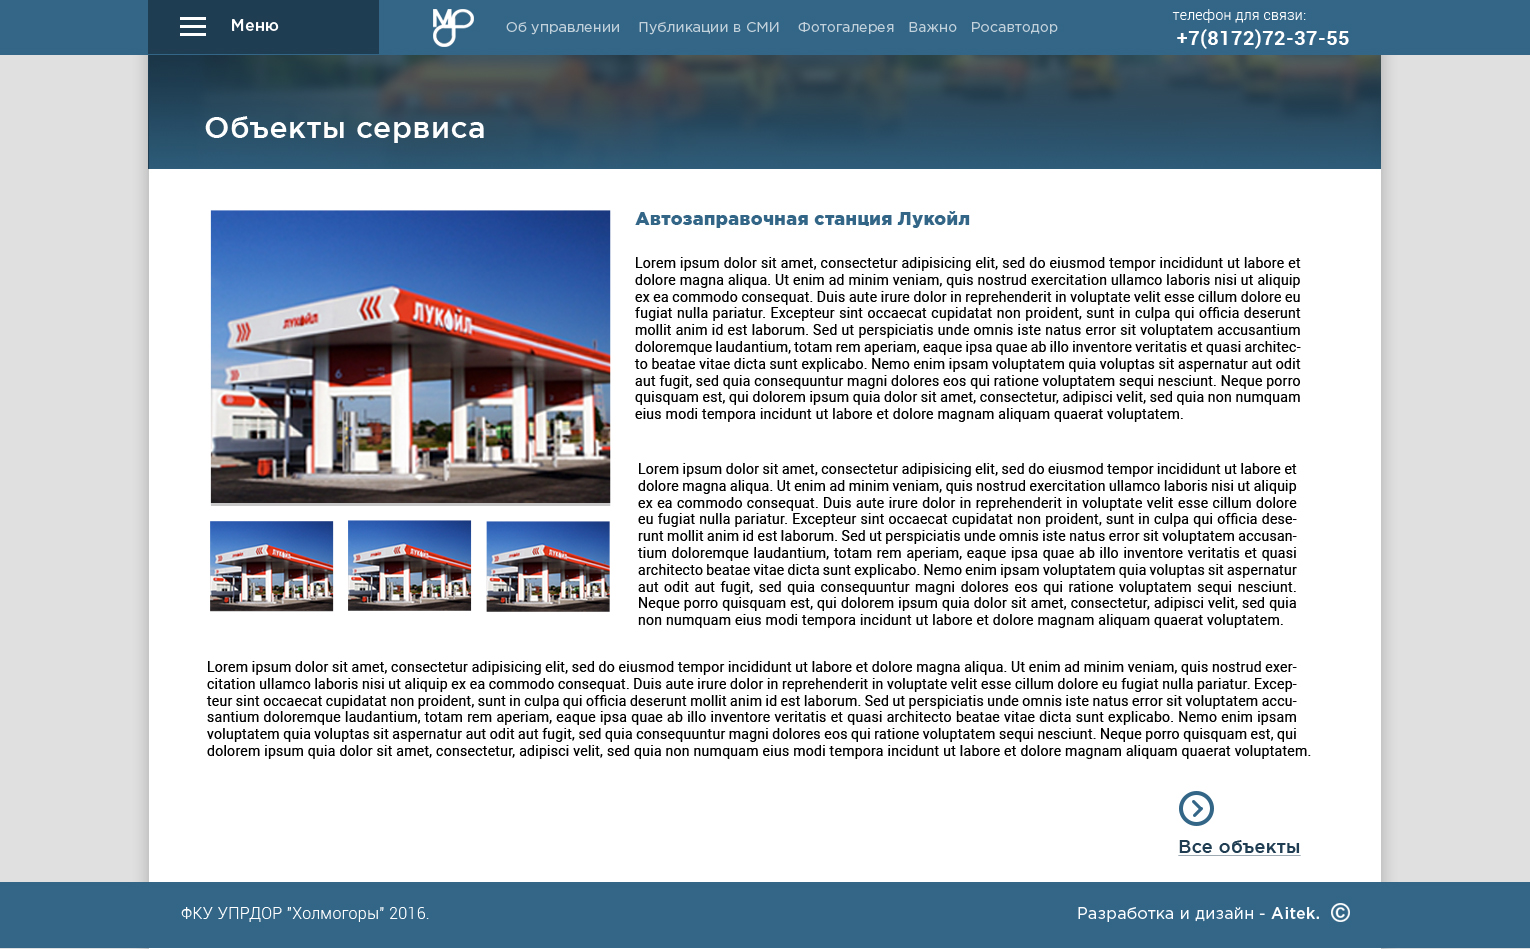 Меню
Об управлении Публикации в СМИ Фотогалерея Важно Росавтодор
телефон для связи:
+7(8172)72-37-55
Объекты сервиса
Автозаправочная станция Лукойл
ЛУКОЙЛ ЛУКОЙЛ
Lorem ipsum dolor sit amet, consectetur adipisicing elit, sed do eiusmod tempor incididunt ut labore et
dolore magna aliqua. Ut enim ad minim veniam, quis nostrud exercitation ullamco laboris nisi ut aliquip
ex ea commodo consequat. Duis aute irure dolor in reprehenderit in voluptate velit esse cillum dolore eu
fugiat nulla pariatur. Excepteur sint occaecat cupidatat non proident, sunt in culpa qui officia deserunt
mollit anim id est laborum. Sed ut perspiciatis unde omnis iste natus error sit voluptatem accusantium
doloremque laudantium, totam rem aperiam, eaque ipsa quae ab illo inventore veritatis et quasi architec-
to beatae vitae dicta sunt explicabo. Nemo enim ipsam voluptatem quia voluptas sit aspernatur aut odit
aut fugit, sed quia consequuntur magni dolores eos qui ratione voluptatem sequi nesciunt. Neque porro
quisquam est, qui dolorem ipsum quia dolor sit amet, consectetur, adipisci velit, sed quia non numquam
eius modi tempora incidunt ut labore et dolore magnam aliquam quaerat voluptatem.
Lorem ipsum dolor sit amet, consectetur adipisicing elit, sed do eiusmod tempor incididunt ut labore et
dolore magna aliqua. Ut enim ad minim veniam, quis nostrud exercitation ullamco laboris nisi ut aliquip
ex ea commodo consequat. Duis aute irure dolor in reprehenderit in voluptate velit esse cillum dolore
eu fugiat nulla pariatur. Excepteur sint occaecat cupidatat non proident, sunt in culpa qui officia dese-
runt mollit anim id est laborum. Sed ut perspiciatis unde omnis iste natus error sit voluptatem accusan-
tium doloremque laudantium, totam rem aperiam, eaque ipsa quae ab illo inventore veritatis et quasi
architecto beatae vitae dicta sunt explicabo. Nemo enim ipsam voluptatem quia voluptas sit aspernatur
aut odit aut fugit, sed quia consequuntur magni dolores eos qui ratione voluptatem sequi nesciunt.
Neque porro quisquam est, qui dolorem ipsum quia dolor sit amet, consectetur, adipisci velit, sed quia
non numquam eius modi tempora incidunt ut labore et dolore magnam aliquam quaerat voluptatem.
Lorem ipsum dolor sit amet, consectetur adipisicing elit, sed do eiusmod tempor incididunt ut labore et dolore magna aliqua. Ut enim ad minim veniam, quis nostrud exer-
citation ullamco laboris nisi ut aliquip ex ea commodo consequat. Duis aute irure dolor in reprehenderit in voluptate velit esse cillum dolore eu fugiat nulla pariatur. Excep-
teur sint occaecat cupidatat non proident, sunt in culpa qui officia deserunt mollit anim id est laborum. Sed ut perspiciatis unde omnis iste natus error sit voluptatem accu-
santium doloremque laudantium, totam rem aperiam, eaque ipsa quae ab illo inventore veritatis et quasi architecto beatae vitae dicta sunt explicabo. Nemo enim ipsam
voluptatem quia voluptas sit aspernatur aut odit aut fugit, sed quia consequuntur magni dolores eos qui ratione voluptatem sequi nesciunt. Neque porro quisquam est, qui
dolorem ipsum quia dolor sit amet, consectetur, adipisci velit, sed quia non numquam eius modi tempora incidunt ut labore et dolore magnam aliquam quaerat voluptatem.
Все объекты
ФКУ УПРДОР "Холмогоры" 2016.
Разработка и дизайн - Aitek. ©